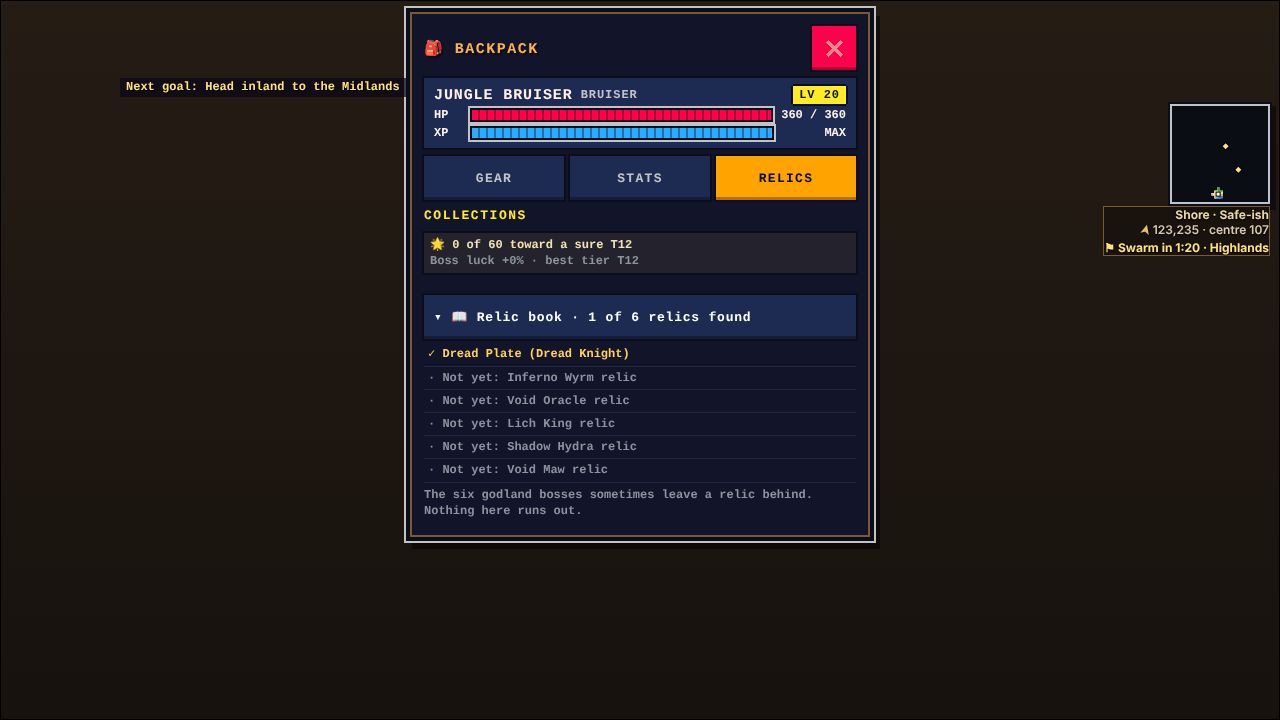 🎒 BACKPACK
Next goal: Head inland to the Midlands
JUNGLE BRUISER BRUISER LV 20
HP 360 / 360
XP MAX
GEAR STATS RELICS
COLLECTIONS
🌟 0 of 60 toward a sure T12
Boss luck +0% · best tier T12
▾ 📖 Relic book · 1 of 6 relics found
✓ Dread Plate (Dread Knight)
· Not yet: Inferno Wyrm relic
· Not yet: Void Oracle relic
· Not yet: Lich King relic
· Not yet: Shadow Hydra relic
· Not yet: Void Maw relic
The six godland bosses sometimes leave a relic behind.
Nothing here runs out.
Shore · Safe-ish
123,235 · centre 107
⚑ Swarm in 1:20 · Highlands